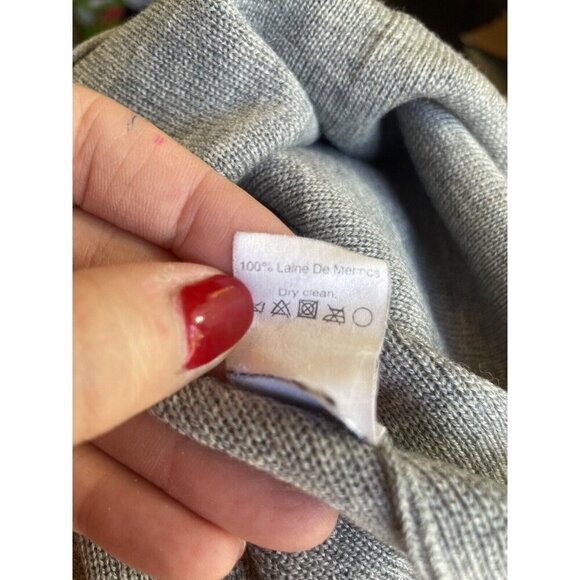 100% Laine De Merinos
Dry clean.